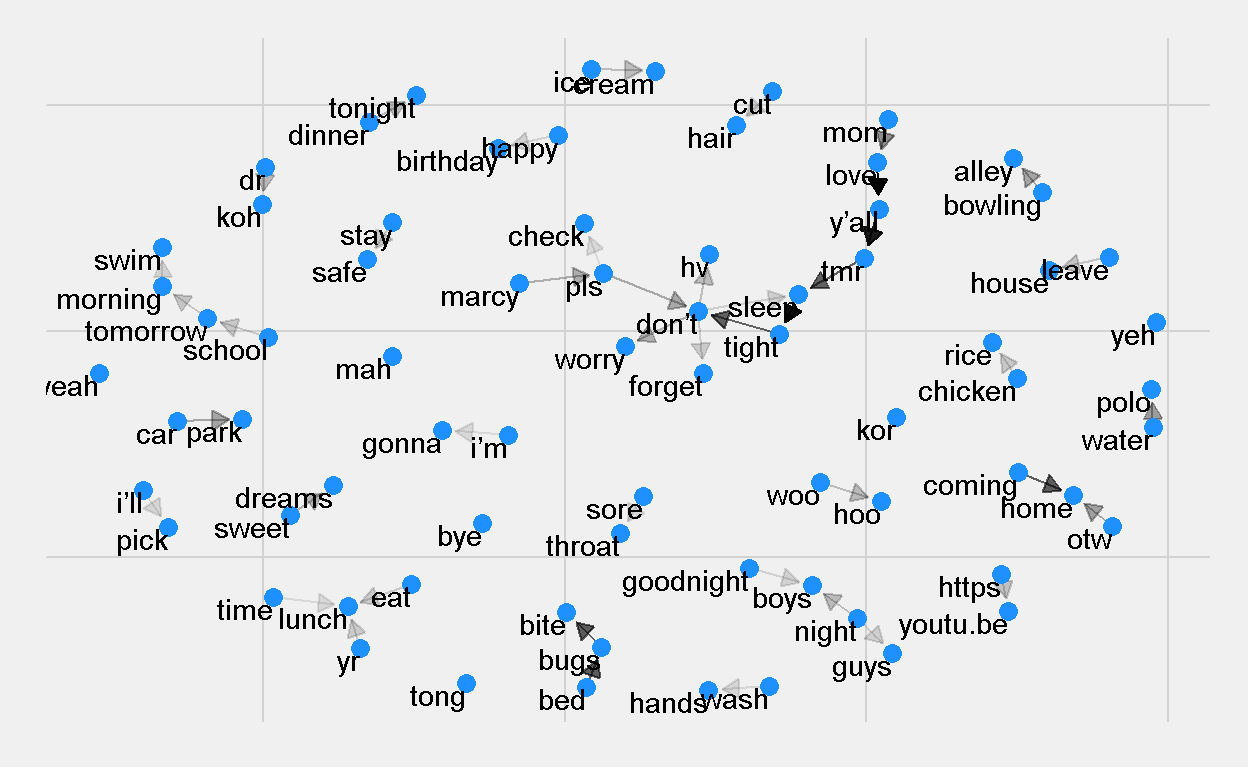 ice
cream
tonight
cut
dinner
hair
mom
happy
birthday
love
alley
dr
bowling
koh
y'all
stay
check
swim
safe
hv
tmr
leave
house
morning
marcy
pls
sleep
tomorrow
don't
yeh
school
tight
worry
rice
mah
forget
yeah
chicken
polo
car
park
kor
water
gonna
i'm
coming
i'll
dreams
woo
home
sore
hoo
sweet
pick
bye
throat
otw
goodnight
https
eat
boys
time
lunch
bite
night
youtu.be
yr
bugs
guys
tong
bed
hands
wash